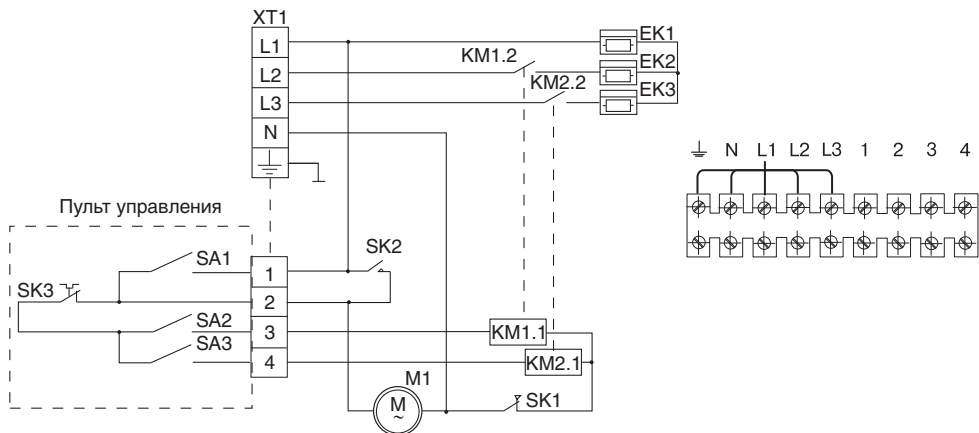 XT1
L1
L2
L3
N
KM1.2
KM2.2
EK1
EK2
EK3
N L1 L2 L3 1 2 3 4
Пульт управления
SA1
SK3
SA2
SA3
1
2
3
4
SK2
KM1.1
KM2.1
M1
M
~
SK1